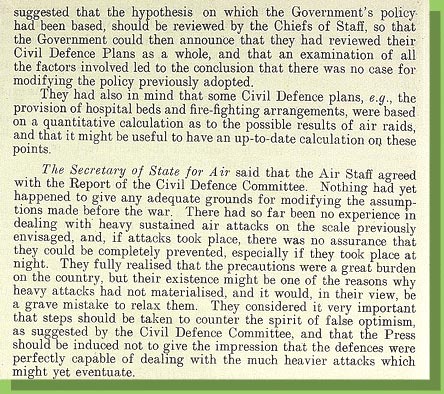 suggested that the hypothesis on which the Government's policy
had been based, should be reviewed by the Chiefs of Staff, so that
the Government could then announce that they had reviewed their
Civil Defence Plans as a whole, and that an examination of all
the factors involved led to the conclusion that there was no case for
modifying the policy previously adopted.
They had also in mind that some Civil Defence plans, e.g., the
provision of hospital beds and fire-fighting arrangements, were based
on a quantitative calculation as to the possible results of air raids,
and that it might be useful to have an up-to-date calculation on these
points.
The Secretary of State for Air said that the Air Staff agreed
with the Report of the Civil Defence Committee. Nothing had yet
happened to give any adequate grounds for modifying the assump-
tions made before the war. There had so far been no experience in
dealing with heavy sustained air attacks on the scale previously
envisaged, and, if attacks took place, there was no assurance that
they could be completely prevented, especially if they took place at
night. They fully realised that the precautions were a great burden
on the country, but their existence might be one of the reasons why
heavy attacks had not materialised, and it would, in their view, be
a grave mistake to relax them. They considered it very important
that steps should be taken to counter the spirit of false optimism,
as suggested by the Civil Defence Committee, and that the Press
should be induced not to give the impression that the defences were
perfectly capable of dealing with the much heavier attacks which
might yet eventuate.